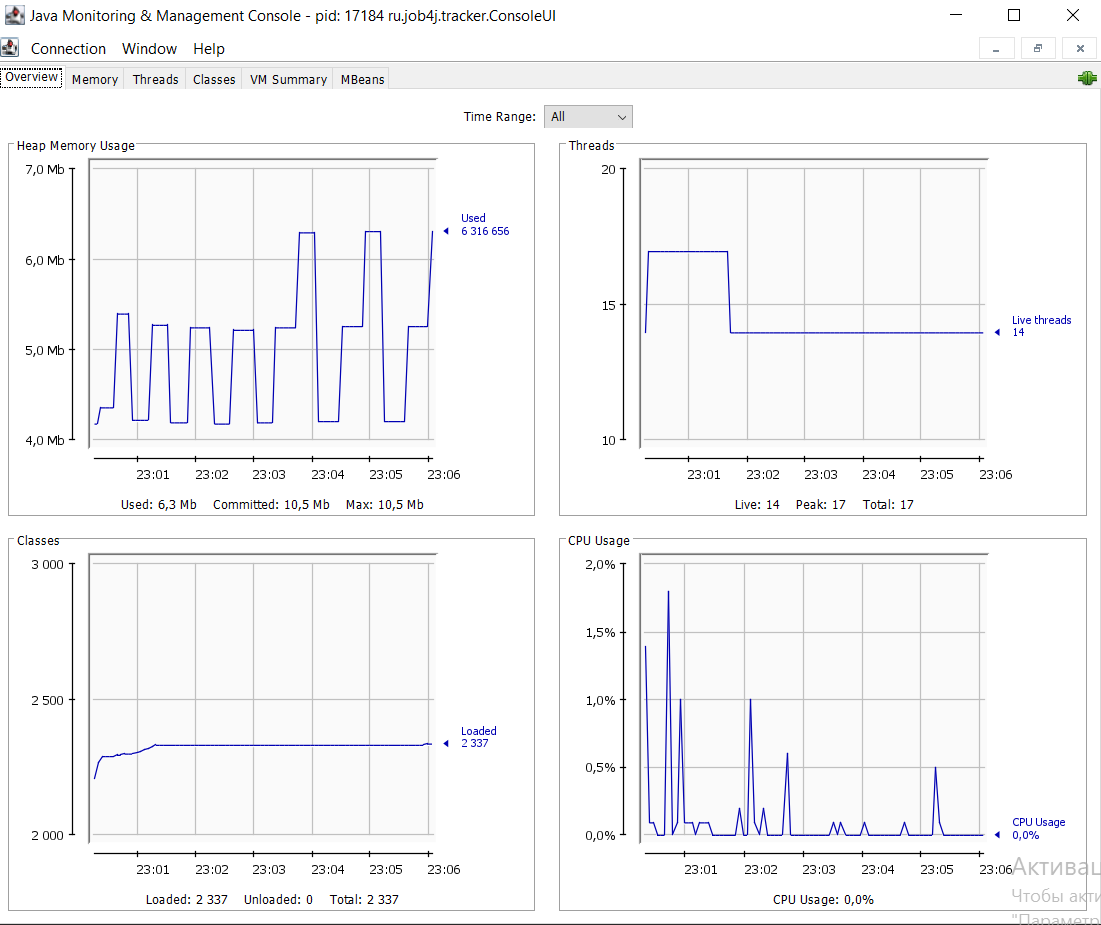 Java Monitoring & Management Console - pid: 17184 ru.job4j.tracker.ConsoleUI
Connection Window Help
Overview Memory Threads Classes VM Summary MBeans
Time Range: All
Heap Memory Usage
7,0 Mb
6,0 Mb
5,0 Mb
4,0 Mb
Used
6 316 656
23:01 23:02 23:03 23:04 23:05 23:06
Used: 6,3 Mb Committed: 10,5 Mb Max: 10,5 Mb
Threads
20
15
10
Live threads
14
23:01 23:02 23:03 23:04 23:05 23:06
Live: 14 Peak: 17 Total: 17
Classes
3 000
2 500
2 000
Loaded
2 337
23:01 23:02 23:03 23:04 23:05 23:06
Loaded: 2 337 Unloaded: 0 Total: 2 337
CPU Usage
2,0%
1,5%
1,0%
0,5%
0,0%
CPU Usage
0,0%
23:01 23:02 23:03 23:04 23:05 23:06
CPU Usage: 0,0%
Активац
Чтобы акти
"Параметр